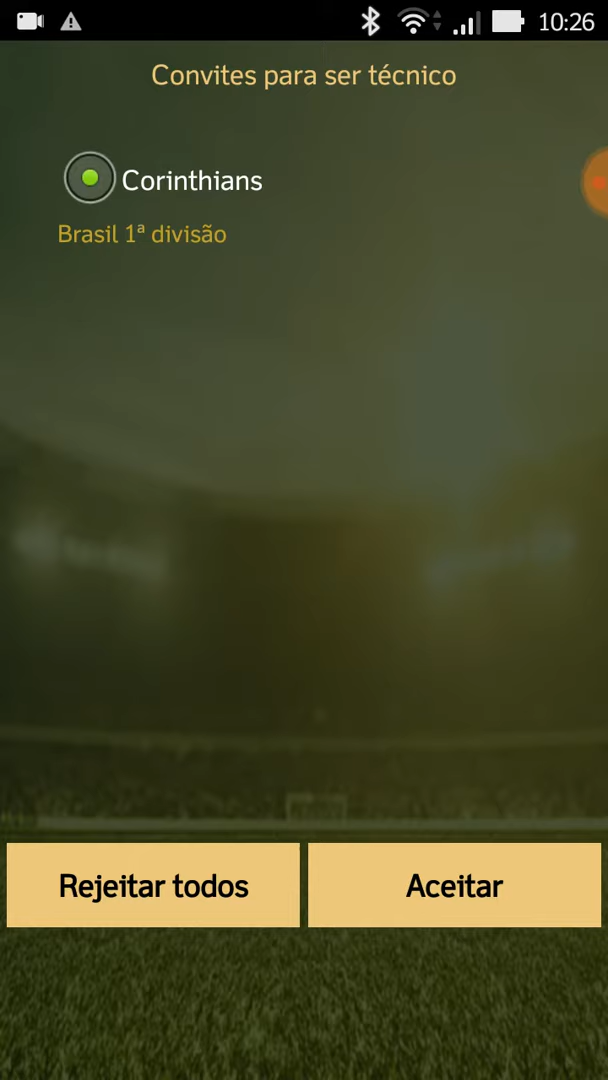 10:26
Convites para ser técnico
Corinthians
Brasil 1ª divisão
Rejeitar todos
Aceitar